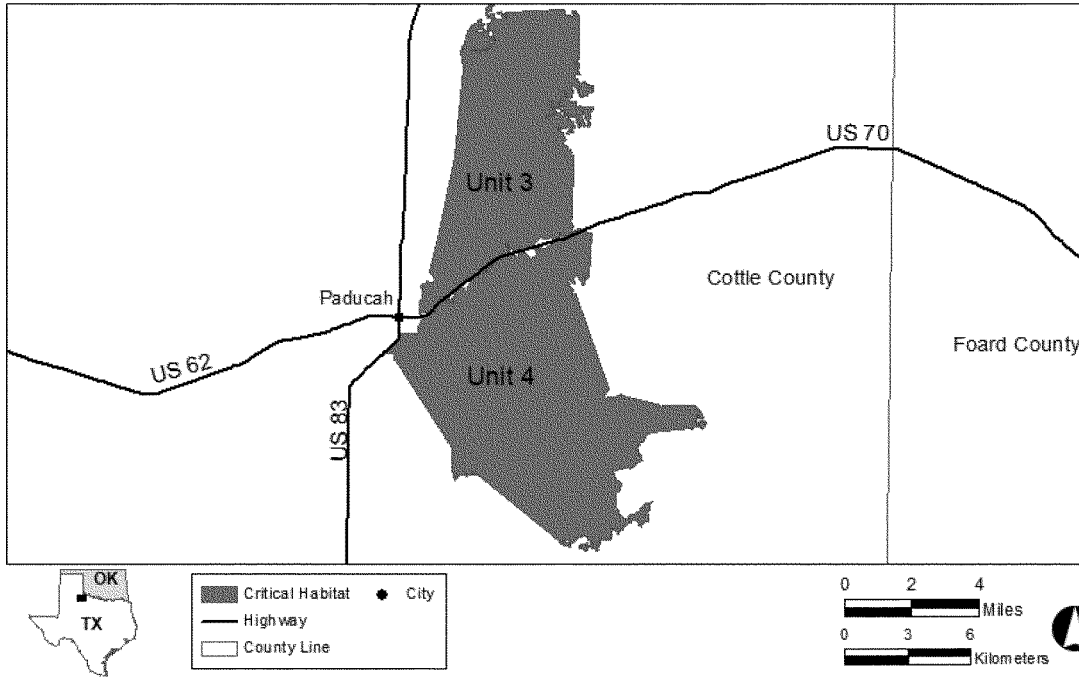 US 70
Unit 3
Cottle County
Paducah
Foard County
US 62
Unit 4
US 83
OK
TX
Critical Habitat
City
Highway
County Line
0 2 4
Miles
0 3 6
Kilometers